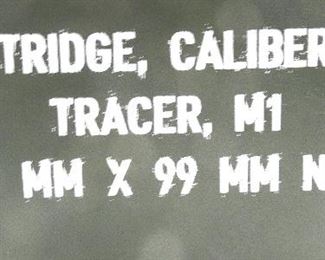 TRIDGE, CALIBER
TRACER, M1
MM X 99 MM N